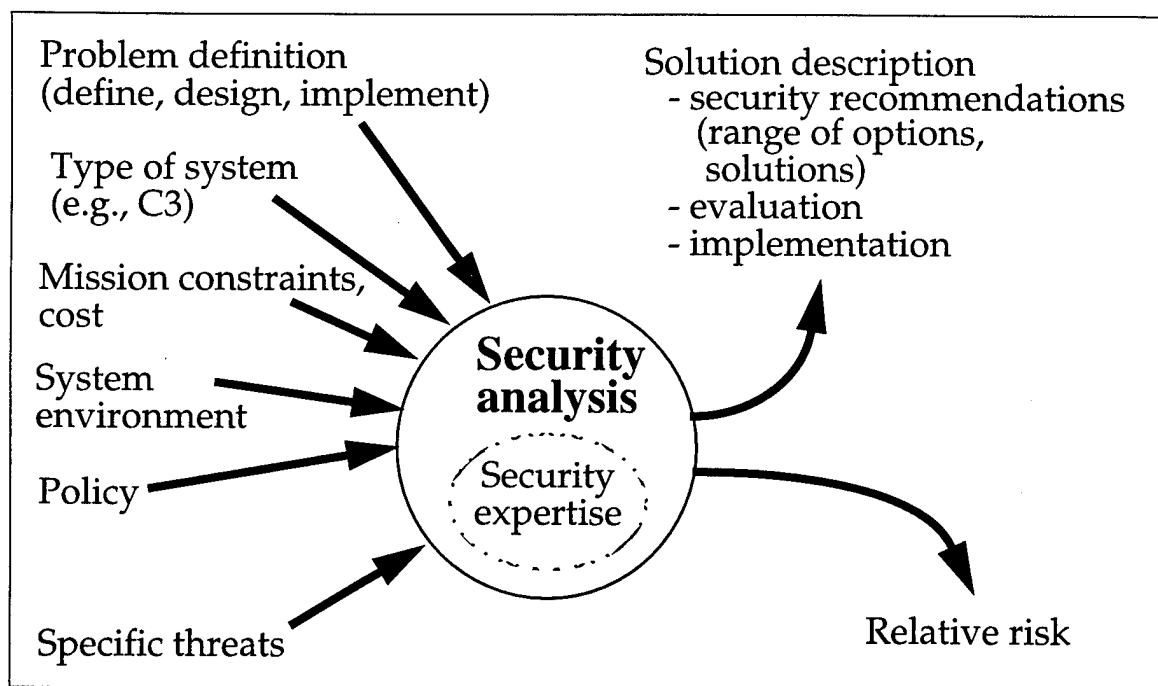 Problem definition
(define, design, implement)
Type of system
(e.g., C3)
Mission constraints,
cost
System
environment
Policy
Specific threats
Security
analysis
Security
expertise
Solution description
- security recommendations
(range of options,
solutions)
- evaluation
- implementation
Relative risk